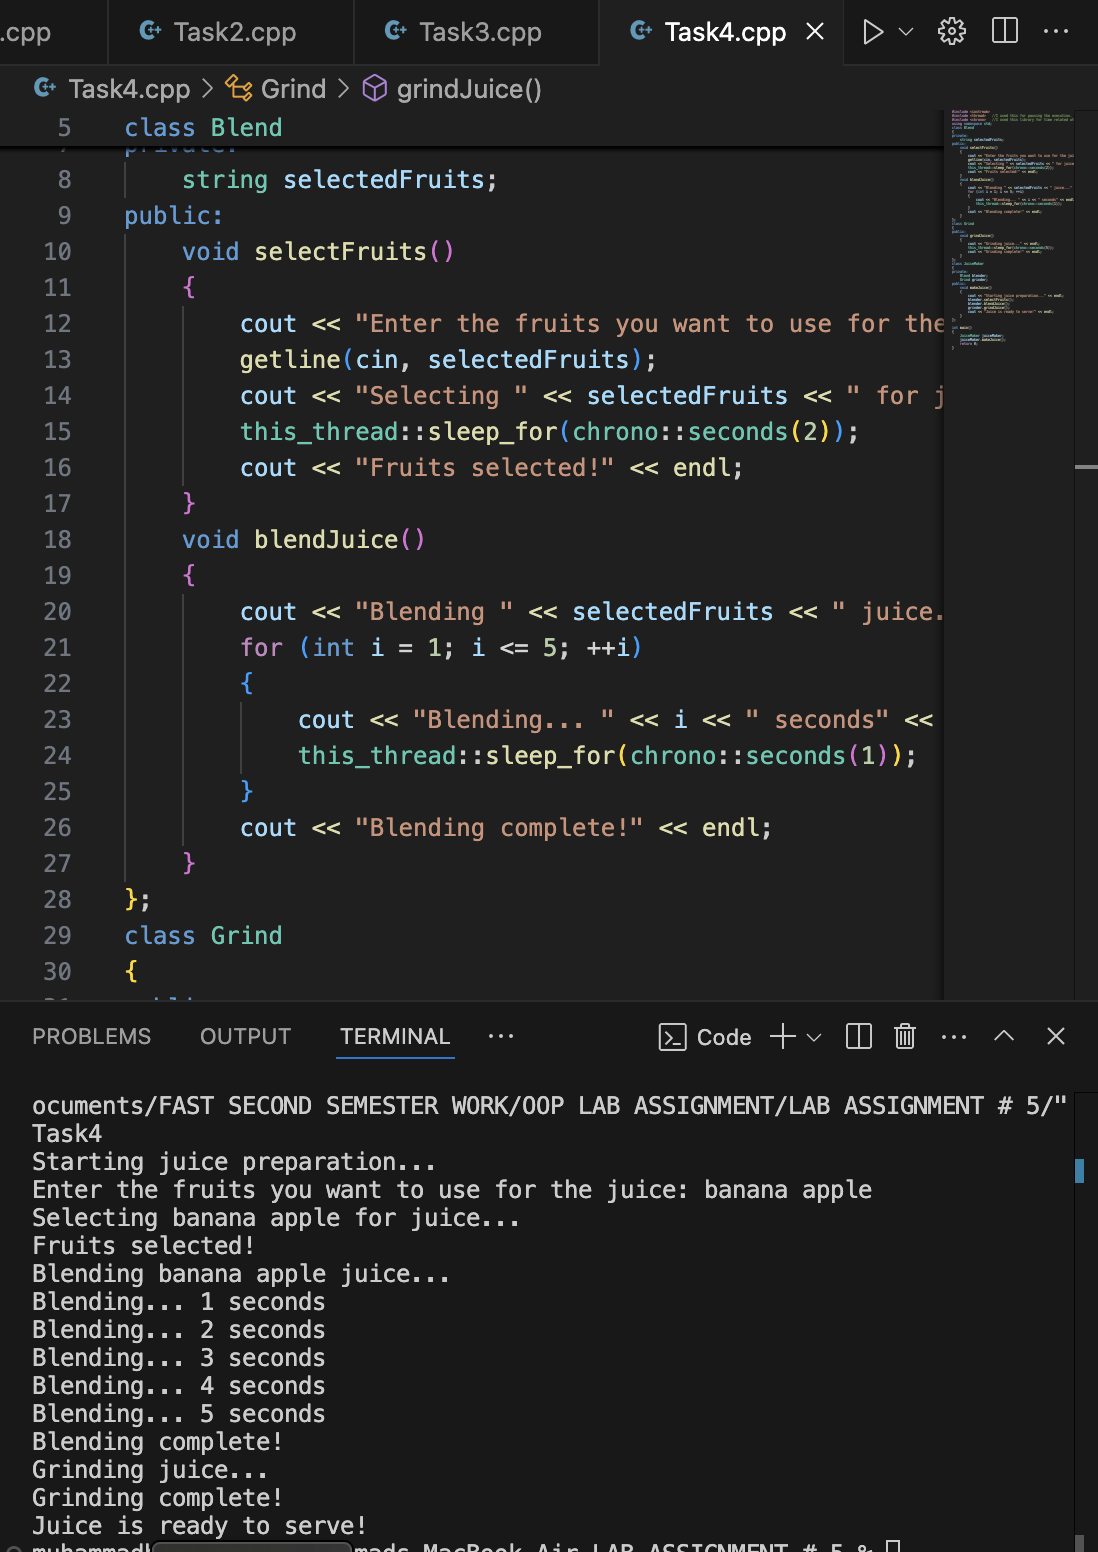 .cpp Task2.cpp Task3.cpp Task4.cpp
Task4.cpp > Grind > grindJuice()
5 class Blend
private:
8 string selectedFruits;
9 public:
10 void selectFruits()
11 {
12 cout << "Enter the fruits you want to use for the
13 getline(cin, selectedFruits);
14 cout << "Selecting " << selectedFruits << " for j
15 this_thread::sleep_for(chrono::seconds(2));
16 cout << "Fruits selected!" << endl;
17 }
18 void blendJuice()
19 {
20 cout << "Blending " << selectedFruits << " juice.
21 for (int i = 1; i <= 5; ++i)
22 {
23 cout << "Blending... " << i << " seconds" <<
24 this_thread::sleep_for(chrono::seconds(1));
25 }
26 cout << "Blending complete!" << endl;
27 }
28 };
29 class Grind
30 {
PROBLEMS OUTPUT TERMINAL ... Code
ocuments/FAST SECOND SEMESTER WORK/OOP LAB ASSIGNMENT/LAB ASSIGNMENT # 5/"
Task4
Starting juice preparation...
Enter the fruits you want to use for the juice: banana apple
Selecting banana apple for juice...
Fruits selected!
Blending banana apple juice...
Blending... 1 seconds
Blending... 2 seconds
Blending... 3 seconds
Blending... 4 seconds
Blending... 5 seconds
Blending complete!
Grinding juice...
Grinding complete!
Juice is ready to serve!
MacBook-Air LAB ASSIGNMENT # 5 %